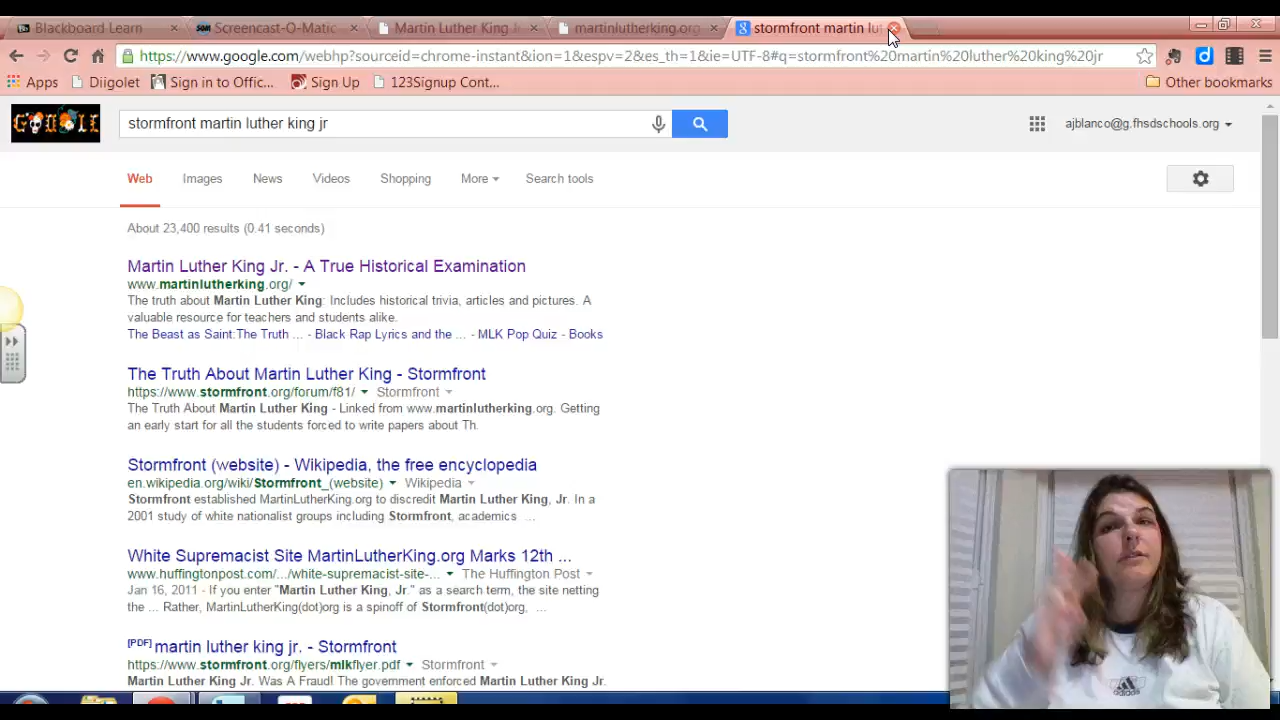 Blackboard Learn
Screencast-O-Matic
Martin Luther King J
martinlutherking.org
stormfront martin lut
https://www.google.com/webhp?sourceid=chrome-instant&ion=1&espv=2&es_th=1&ie=UTF-8#q=stormfront%20martin%20luther%20king%20jr
Apps
Diigolet
Sign in to Offic...
Sign Up
123Signup Cont...
Other bookmarks
stormfront martin luther king jr
ajblanco@g.fhsdschools.org
Web Images News Videos Shopping More Search tools
About 23,400 results (0.41 seconds)
Martin Luther King Jr. - A True Historical Examination
www.martinlutherking.org/
The truth about Martin Luther King: Includes historical trivia, articles and pictures. A
valuable resource for teachers and students alike.
The Beast as Saint:The Truth ... - Black Rap Lyrics and the ... - MLK Pop Quiz - Books
The Truth About Martin Luther King - Stormfront
https://www.stormfront.org/forum/f81/ Stormfront
The Truth About Martin Luther King - Linked from www.martinlutherking.org. Getting
an early start for all the students forced to write papers about Th.
Stormfront (website) - Wikipedia, the free encyclopedia
en.wikipedia.org/wiki/Stormfront_(website) Wikipedia
Stormfront established MartinLutherKing.org to discredit Martin Luther King, Jr. In a
2001 study of white nationalist groups including Stormfront, academics ...
White Supremacist Site MartinLutherKing.org Marks 12th ...
www.huffingtonpost.com/.../white-supremacist-site-... The Huffington Post
Jan 16, 2011 - If you enter "Martin Luther King, Jr." as a search term, the site netting
the ... Rather, MartinLutherKing(dot)org is a spinoff of Stormfront(dot)org, ...
[PDF] martin luther king jr. - Stormfront
https://www.stormfront.org/flyers/mlkflyer.pdf Stormfront
Martin Luther King Jr. Was A Fraud! The government enforced Martin Luther King Jr.
adidas